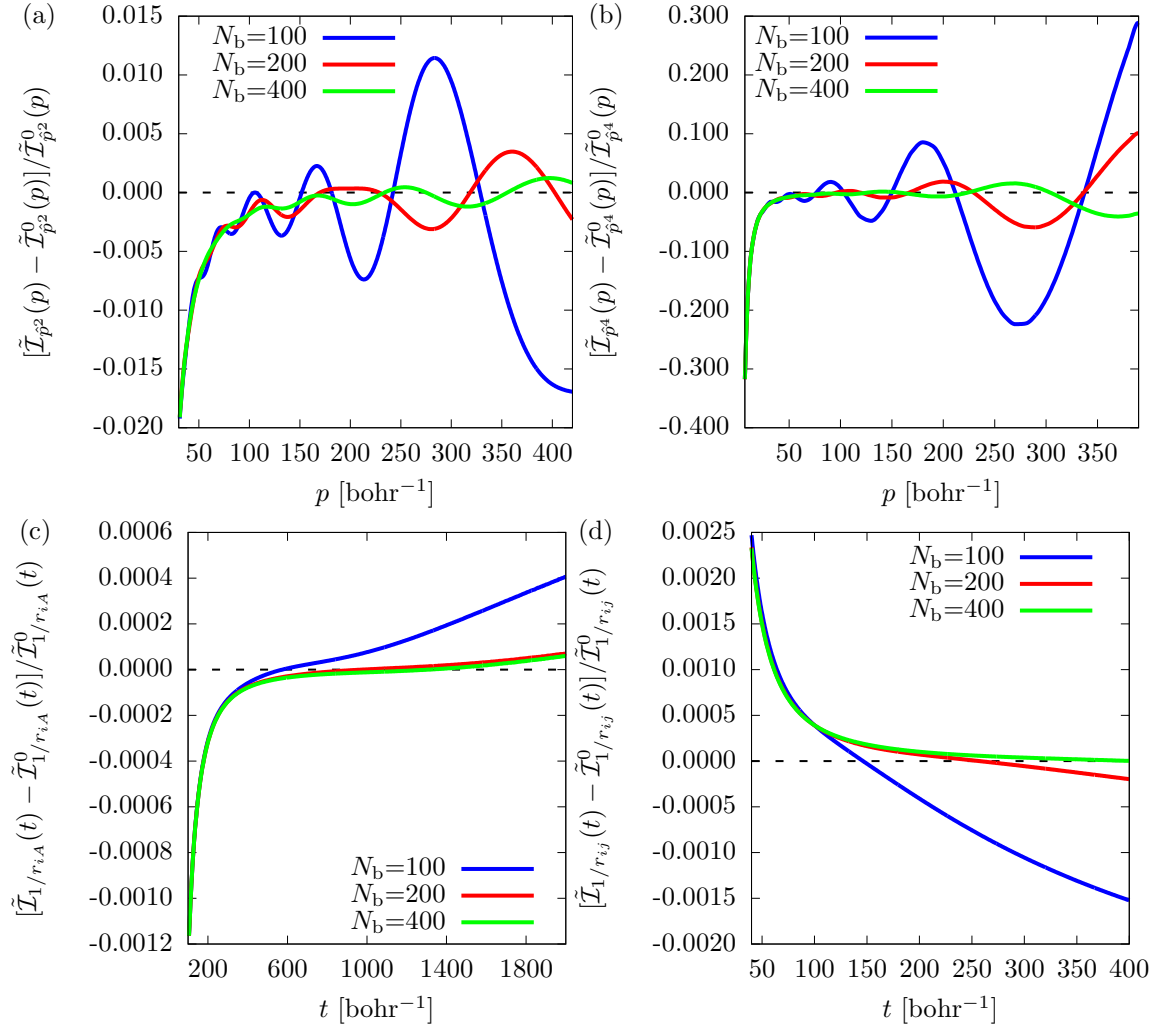 (a)
0.015
0.010
0.005
0.000
-0.005
-0.010
-0.015
-0.020
50 100 150 200 250 300 350 400
p [bohr⁻¹]
[Ĩ_{p̂²}(p) − Ĩ⁰_{p̂²}(p)]/Ĩ⁰_{p̂²}(p)
N_b=100
N_b=200
N_b=400
(b)
0.300
0.200
0.100
0.000
-0.100
-0.200
-0.300
-0.400
50 100 150 200 250 300 350
p [bohr⁻¹]
[Ĩ_{p̂⁴}(p) − Ĩ⁰_{p̂⁴}(p)]/Ĩ⁰_{p̂⁴}(p)
N_b=100
N_b=200
N_b=400
(c)
0.0006
0.0004
0.0002
0.0000
-0.0002
-0.0004
-0.0006
-0.0008
-0.0010
-0.0012
200 600 1000 1400 1800
t [bohr⁻¹]
[Ĩ_{1/r_{iA}}(t) − Ĩ⁰_{1/r_{iA}}(t)]/Ĩ⁰_{1/r_{iA}}(t)
N_b=100
N_b=200
N_b=400
(d)
0.0025
0.0020
0.0015
0.0010
0.0005
0.0000
-0.0005
-0.0010
-0.0015
-0.0020
50 100 150 200 250 300 350 400
t [bohr⁻¹]
[Ĩ_{1/r_{ij}}(t) − Ĩ⁰_{1/r_{ij}}(t)]/Ĩ⁰_{1/r_{ij}}(t)
N_b=100
N_b=200
N_b=400